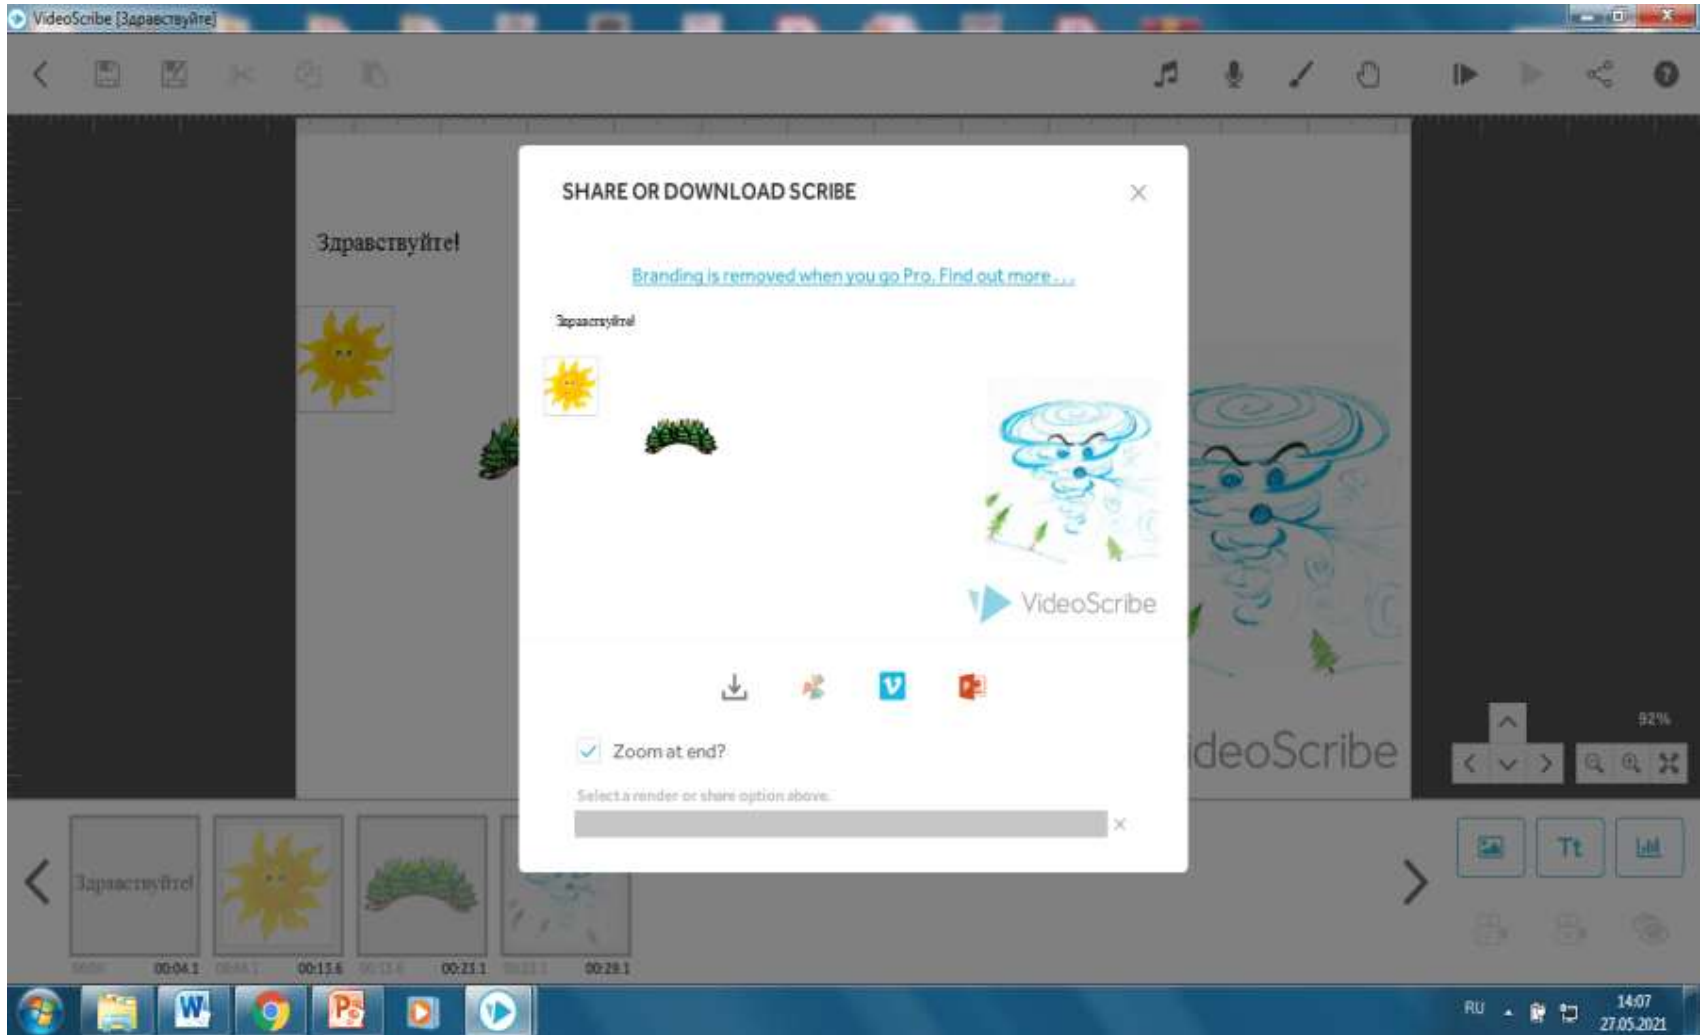 VideoScribe [Здравствуйте]
Здравствуйте!
SHARE OR DOWNLOAD SCRIBE
Branding is removed when you go Pro. Find out more . . .
Здравствуйте!
VideoScribe
ideoScribe
Zoom at end?
Select a render or share option above.
92%
Tt
Здравствуйте!
00:04.1
00:13.6
00:23.1
00:29.1
RU
14:07
27.05.2021